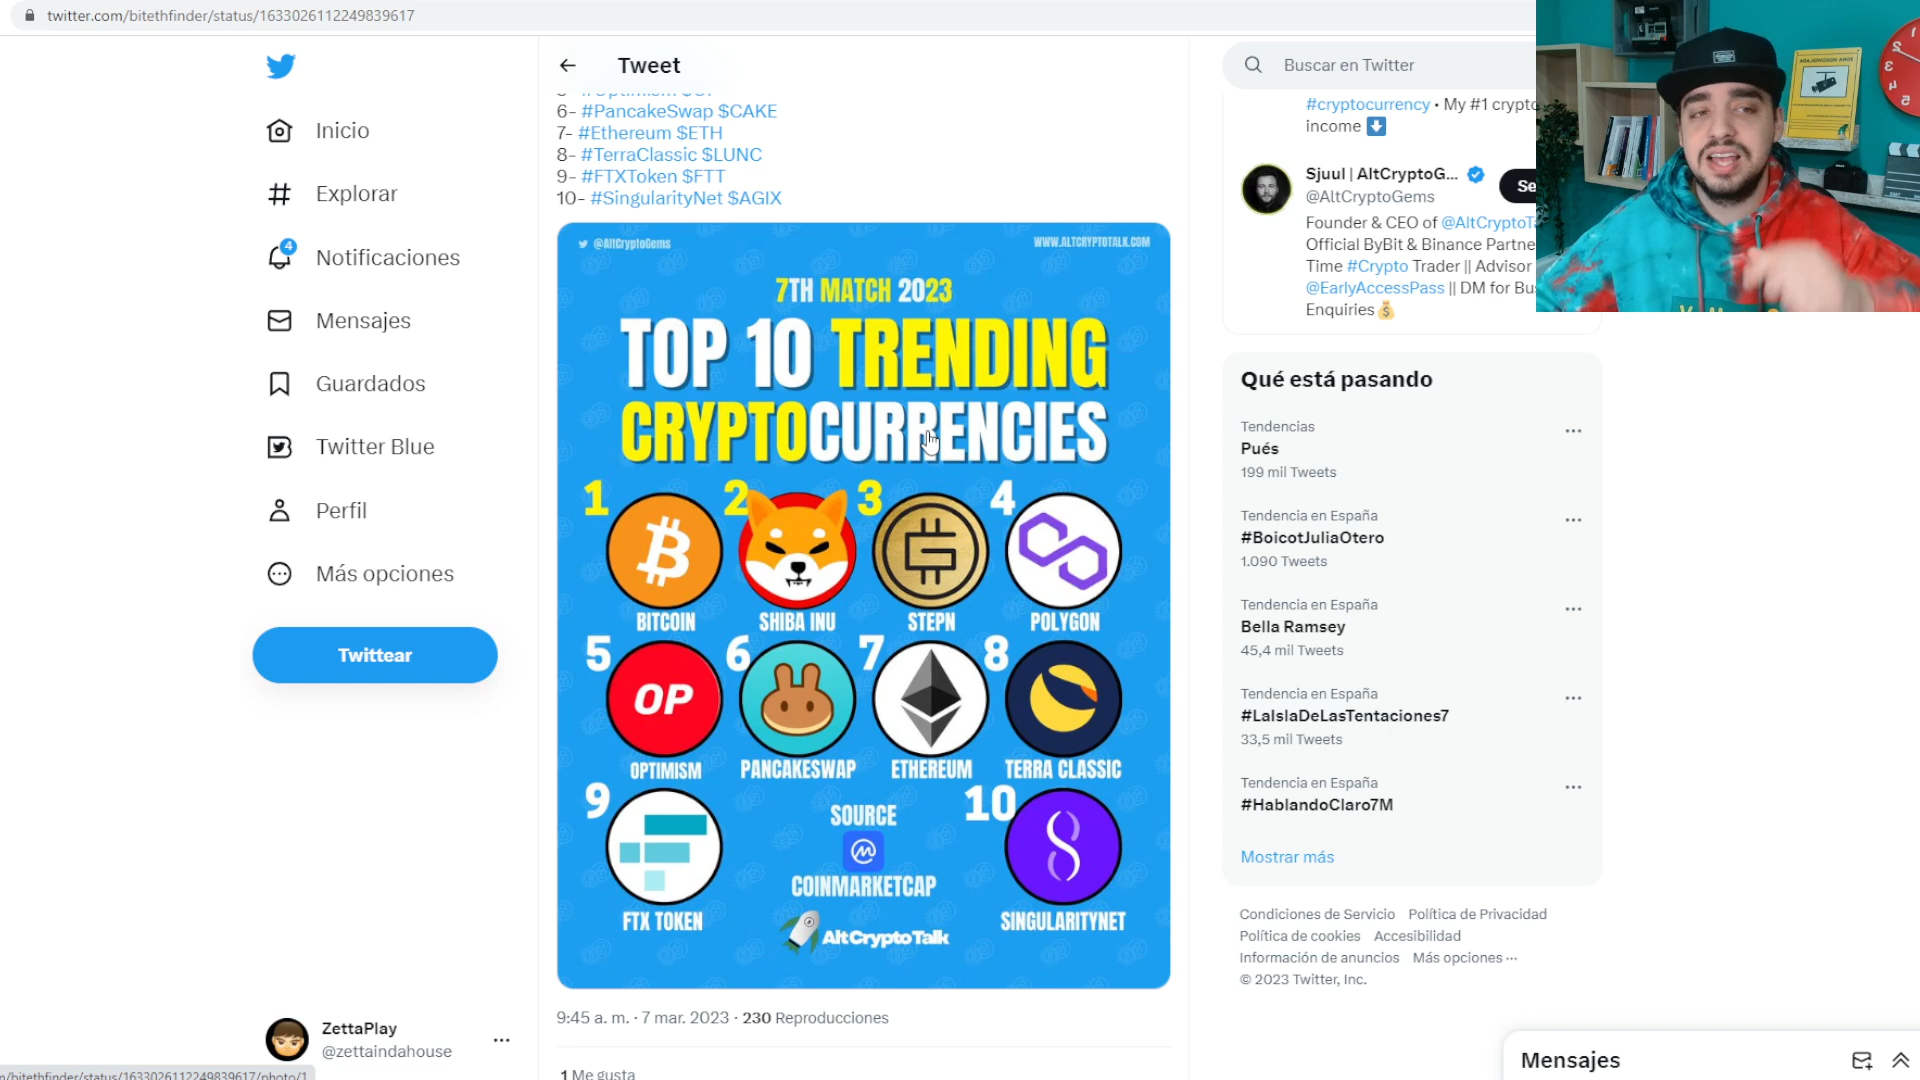 twitter.com/bitethfinder/status/1633026112249839617
Inicio
Explorar
4
Notificaciones
Mensajes
Guardados
Twitter Blue
Perfil
Más opciones
Twittear
ZettaPlay
@zettaindahouse
Tweet
6- #PancakeSwap $CAKE
7- #Ethereum $ETH
8- #TerraClassic $LUNC
9- #FTXToken $FTT
10- #SingularityNet $AGIX
@AltCryptoGems
WWW.ALTCRYPTOTALK.COM
7TH MATCH 2023
TOP 10 TRENDING
CRYPTOCURRENCIES
1 2 3 4
BITCOIN SHIBA INU STEPN POLYGON
5 6 7 8
OP
OPTIMISM PANCAKESWAP ETHEREUM TERRA CLASSIC
9 10
SOURCE
COINMARKETCAP
FTX TOKEN SINGULARITYNET
AltCryptoTalk
9:45 a. m. · 7 mar. 2023 · 230 Reproducciones
1 Me gusta
Buscar en Twitter
#cryptocurrency • My #1 crypto
income
Sjuul | AltCryptoG...
Se
@AltCryptoGems
Founder & CEO of @AltCryptoTa
Official ByBit & Binance Partne
Time #Crypto Trader || Advisor
@EarlyAccessPass || DM for Bus
Enquiries
Qué está pasando
Tendencias
Pués
199 mil Tweets
Tendencia en España
#BoicotJuliaOtero
1.090 Tweets
Tendencia en España
Bella Ramsey
45,4 mil Tweets
Tendencia en España
#LaIslaDeLasTentaciones7
33,5 mil Tweets
Tendencia en España
#HablandoClaro7M
Mostrar más
Condiciones de Servicio Política de Privacidad
Política de cookies Accesibilidad
Información de anuncios Más opciones ···
© 2023 Twitter, Inc.
Mensajes